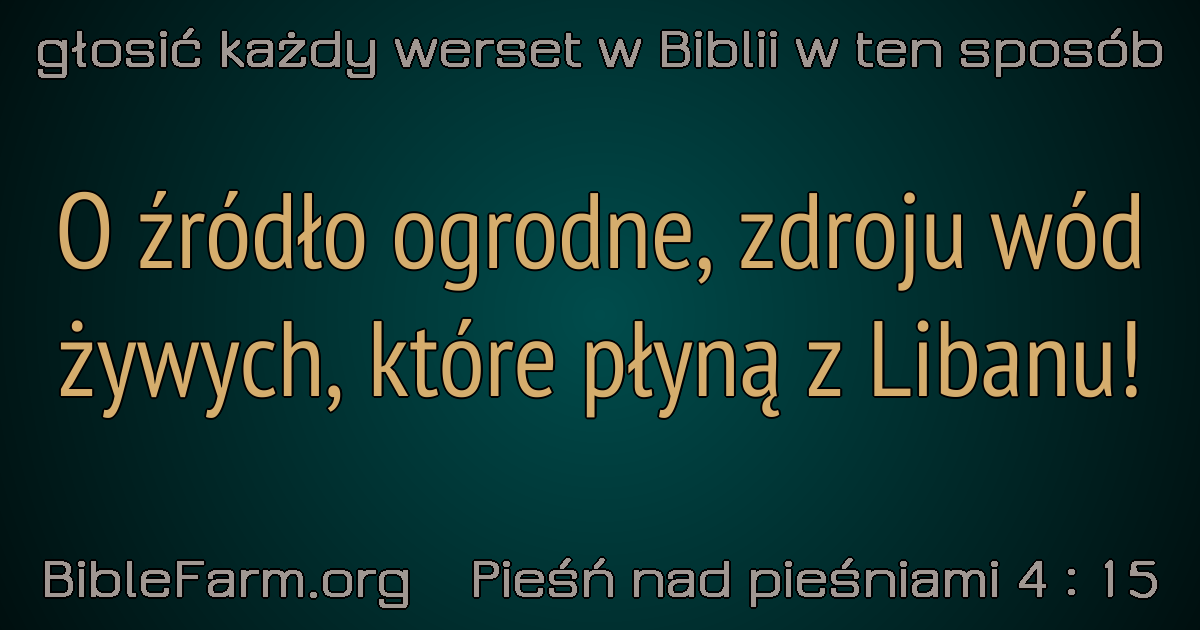 głosić każdy werset w Biblii w ten sposób
O źródło ogrodne, zdroju wód
żywych, które płyną z Libanu!
BibleFarm.org Pieśń nad pieśniami 4 : 15